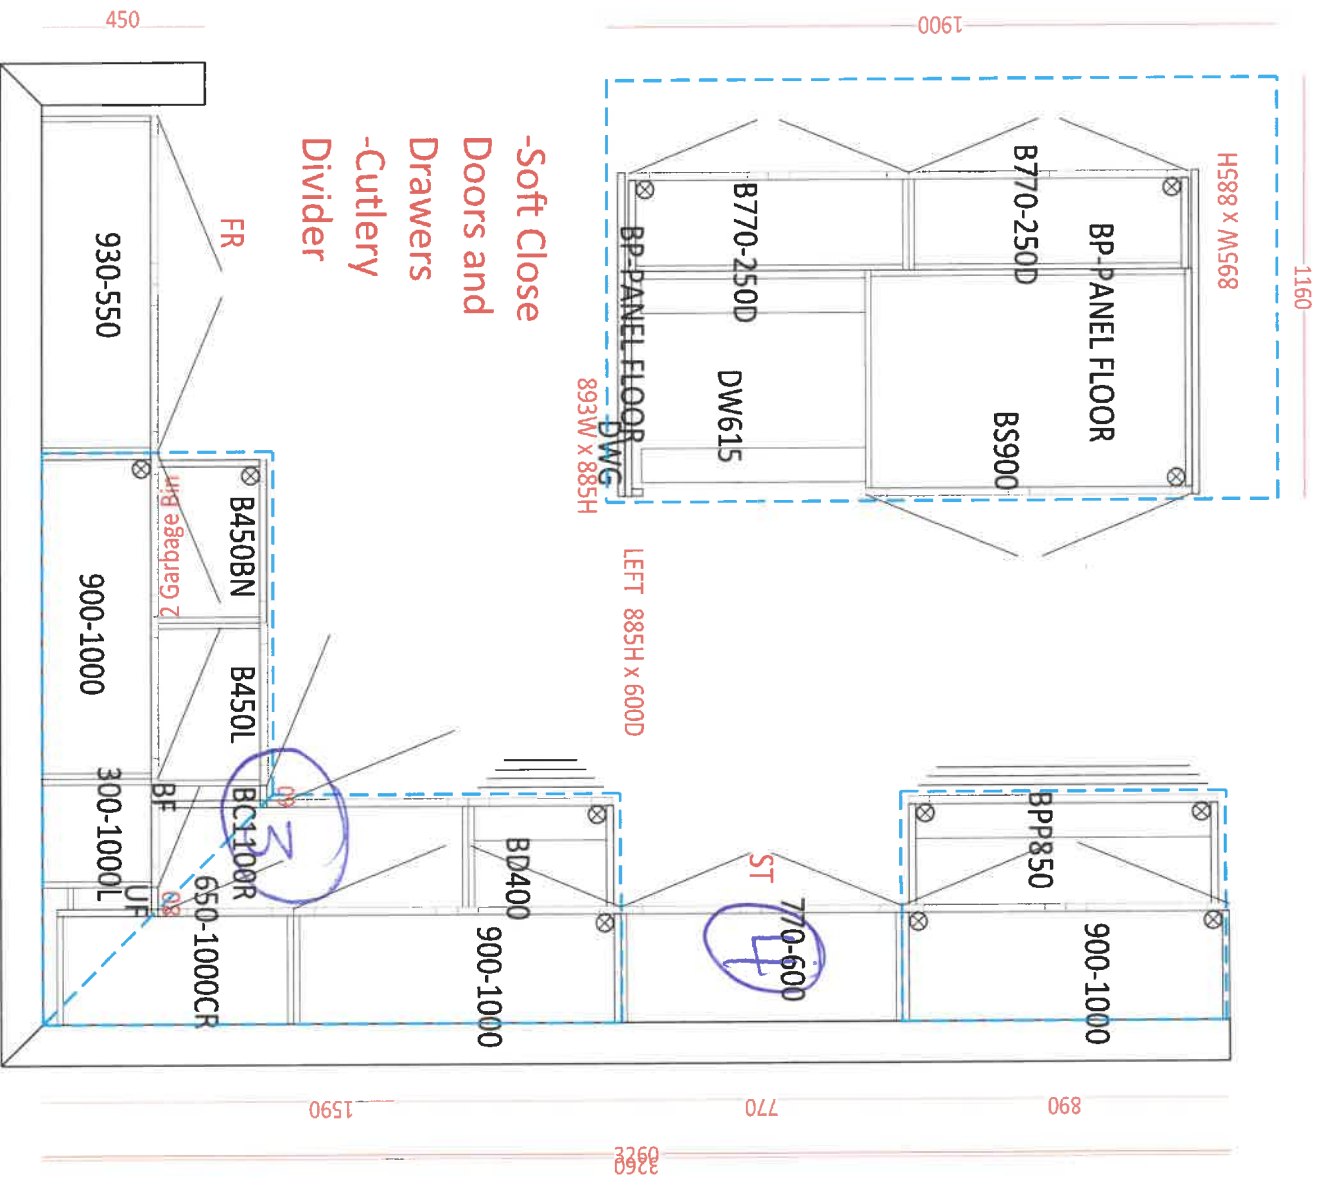 450
1900
1160
895W x 885H
-Soft Close
Doors and
Drawers
-Cutlery
Divider
FR
930-550
B770-250D
B770-250D
BP-PANEL FLOOR
BP-PANEL FLOOR
DW615
DWG
BS900
893W x 885H
LEFT 885H x 600D
B450BN
2 Garbage Bin
900-1000
B450L
BF
300-1000L
UF
BC1100R
3
60
80
650-1000CR
BD400
900-1000
ST
770-600
BPP850
900-1000
1590
770
890
3260
3260